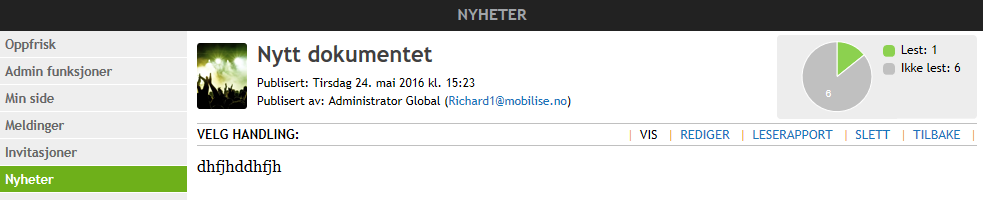 NYHETER
Oppfrisk
Admin funksjoner
Min side
Meldinger
Invitasjoner
Nyheter
Nytt dokumentet
Publisert: Tirsdag 24. mai 2016 kl. 15:23
Publisert av: Administrator Global (Richard1@mobilise.no)
6
Lest: 1
Ikke lest: 6
VELG HANDLING: | VIS | REDIGER | LESERAPPORT | SLETT | TILBAKE |
dhfjhddhfjh